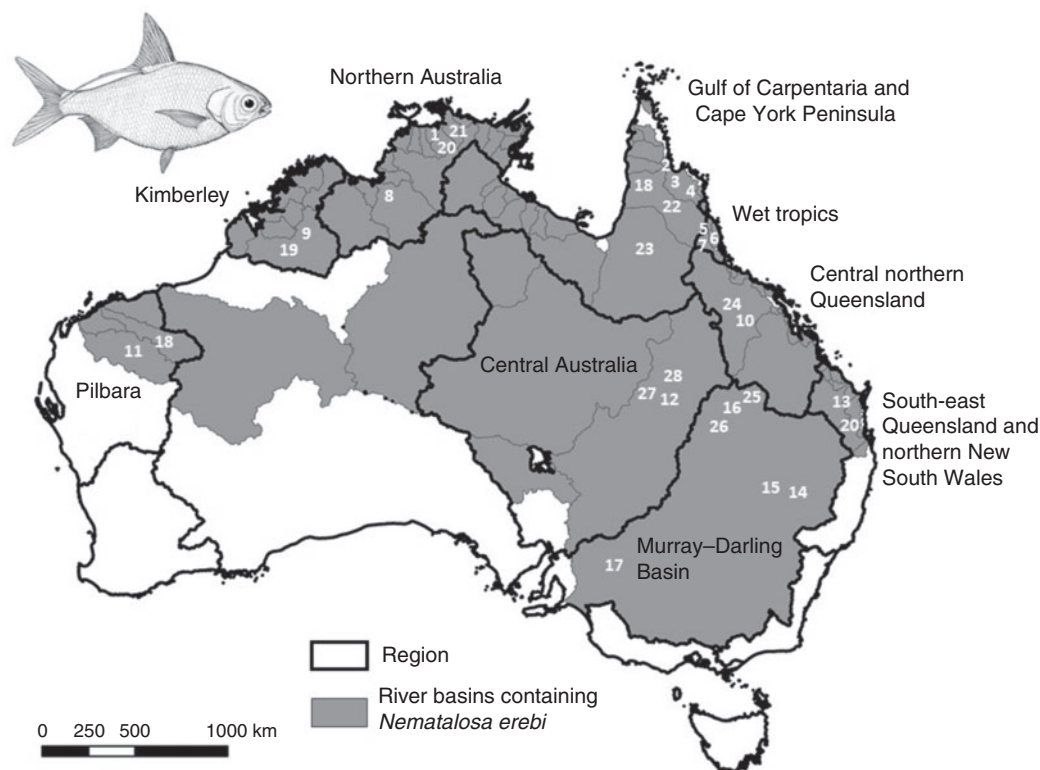 Northern Australia
Gulf of Carpentaria and
Cape York Peninsula
1
21
20
2
3
18
4
Kimberley
8
22
Wet tropics
5
6
7
9
19
23
Central northern
Queensland
24
10
18
11
Central Australia
Pilbara
28
27
12
25
16
26
13
20
South-east
Queensland and
northern New
South Wales
15
14
17
Murray–Darling
Basin
Region
River basins containing
Nematalosa erebi
0 250 500 1000 km